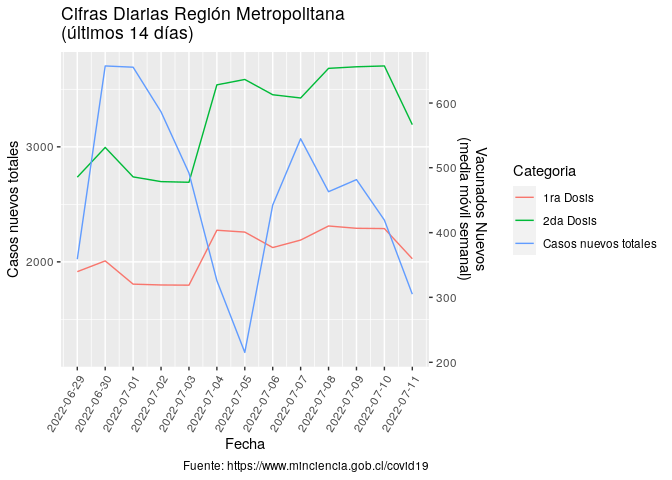 Cifras Diarias Región Metropolitana
(últimos 14 días)
Casos nuevos totales
3000
2000
600
500
400
300
200
Vacunados Nuevos
(media móvil semanal)
2022-06-29
2022-06-30
2022-07-01
2022-07-02
2022-07-03
2022-07-04
2022-07-05
2022-07-06
2022-07-07
2022-07-08
2022-07-09
2022-07-10
2022-07-11
Fecha
Categoria
1ra Dosis
2da Dosis
Casos nuevos totales
Fuente: https://www.minciencia.gob.cl/covid19